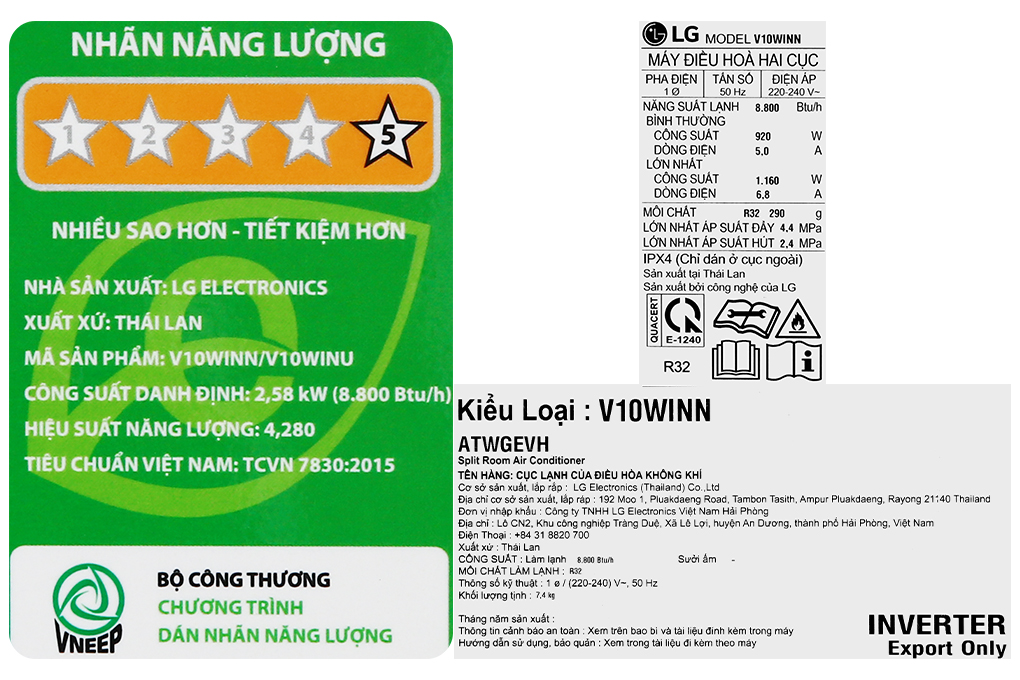 NHÃN NĂNG LƯỢNG
1 2 3 4 5
NHIỀU SAO HƠN - TIẾT KIỆM HƠN
NHÀ SẢN XUẤT: LG ELECTRONICS
XUẤT XỨ: THÁI LAN
MÃ SẢN PHẨM: V10WINN/V10WINU
CÔNG SUẤT DANH ĐỊNH: 2,58 kW (8.800 Btu/h)
HIỆU SUẤT NĂNG LƯỢNG: 4,280
TIÊU CHUẨN VIỆT NAM: TCVN 7830:2015
VNEEP
BỘ CÔNG THƯƠNG
CHƯƠNG TRÌNH
DÁN NHÃN NĂNG LƯỢNG
LG MODEL V10WINN
MÁY ĐIỀU HOÀ HAI CỤC
PHA ĐIỆN TẦN SỐ ĐIỆN ÁP
1 Ø 50 Hz 220-240 V~
NĂNG SUẤT LẠNH 8.800 Btu/h
BÌNH THƯỜNG
CÔNG SUẤT 920 W
DÒNG ĐIỆN 5,0 A
LỚN NHẤT
CÔNG SUẤT 1.160 W
DÒNG ĐIỆN 6,8 A
MÔI CHẤT R32 290 g
LỚN NHẤT ÁP SUẤT ĐẨY 4,4 MPa
LỚN NHẤT ÁP SUẤT HÚT 2,4 MPa
IPX4 (Chỉ dán ở cục ngoài)
Sản xuất tại Thái Lan
Sản xuất bởi công nghệ của LG
QUACERT
E-1240
R32
Kiểu Loại : V10WINN
ATWGEVH
Split Room Air Conditioner
TÊN HÀNG: CỤC LẠNH CỦA ĐIỀU HÒA KHÔNG KHÍ
Cơ sở sản xuất, lắp ráp : LG Electronics (Thailand) Co.,Ltd
Địa chỉ cơ sở sản xuất, lắp ráp : 192 Moo 1, Pluakdaeng Road, Tambon Tasith, Ampur Pluakdaeng, Rayong 21140 Thailand
Đơn vị nhập khẩu : Công ty TNHH LG Electronics Việt Nam Hải Phòng
Địa chỉ : Lô CN2, Khu công nghiệp Tràng Duệ, Xã Lê Lợi, huyện An Dương, thành phố Hải Phòng, Việt Nam
Điện Thoại : +84 31 8820 700
Xuất xứ : Thái Lan
CÔNG SUẤT : Làm lạnh 8.800 Btu/h Sưởi ấm -
MÔI CHẤT LÀM LẠNH : R32
Thông số kỹ thuật : 1 ø / (220-240) V~, 50 Hz
Khối lượng tịnh : 7,4 kg
Tháng năm sản xuất :
Thông tin cảnh báo an toàn : Xem trên bao bì và tài liệu đính kèm trong máy
Hướng dẫn sử dụng, bảo quản : Xem trong tài liệu đi kèm theo máy
INVERTER
Export Only